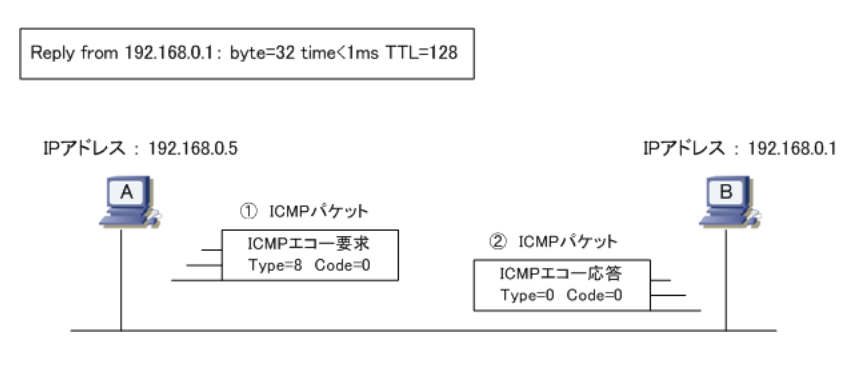 Reply from 192.168.0.1: byte=32 time<1ms TTL=128
IPアドレス : 192.168.0.5
IPアドレス : 192.168.0.1
A
B
① ICMPパケット
ICMPエコー要求
Type=8 Code=0
② ICMPパケット
ICMPエコー応答
Type=0 Code=0